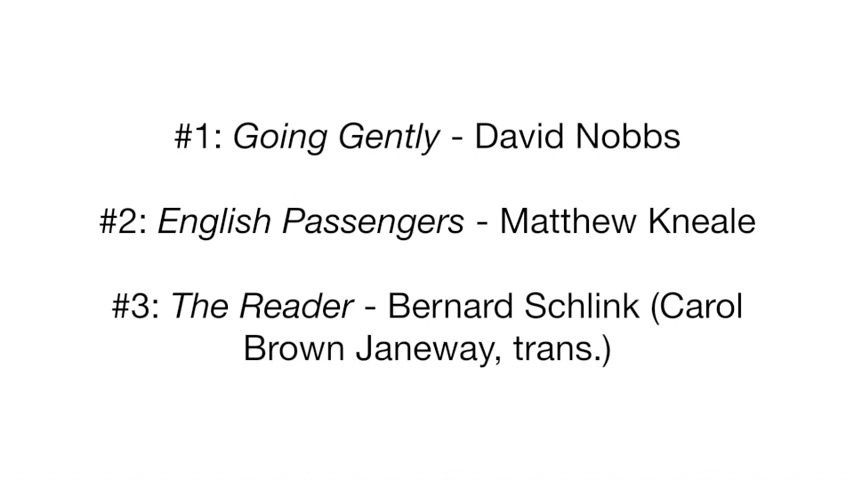 #1: Going Gently - David Nobbs
#2: English Passengers - Matthew Kneale
#3: The Reader - Bernard Schlink (Carol
Brown Janeway, trans.)